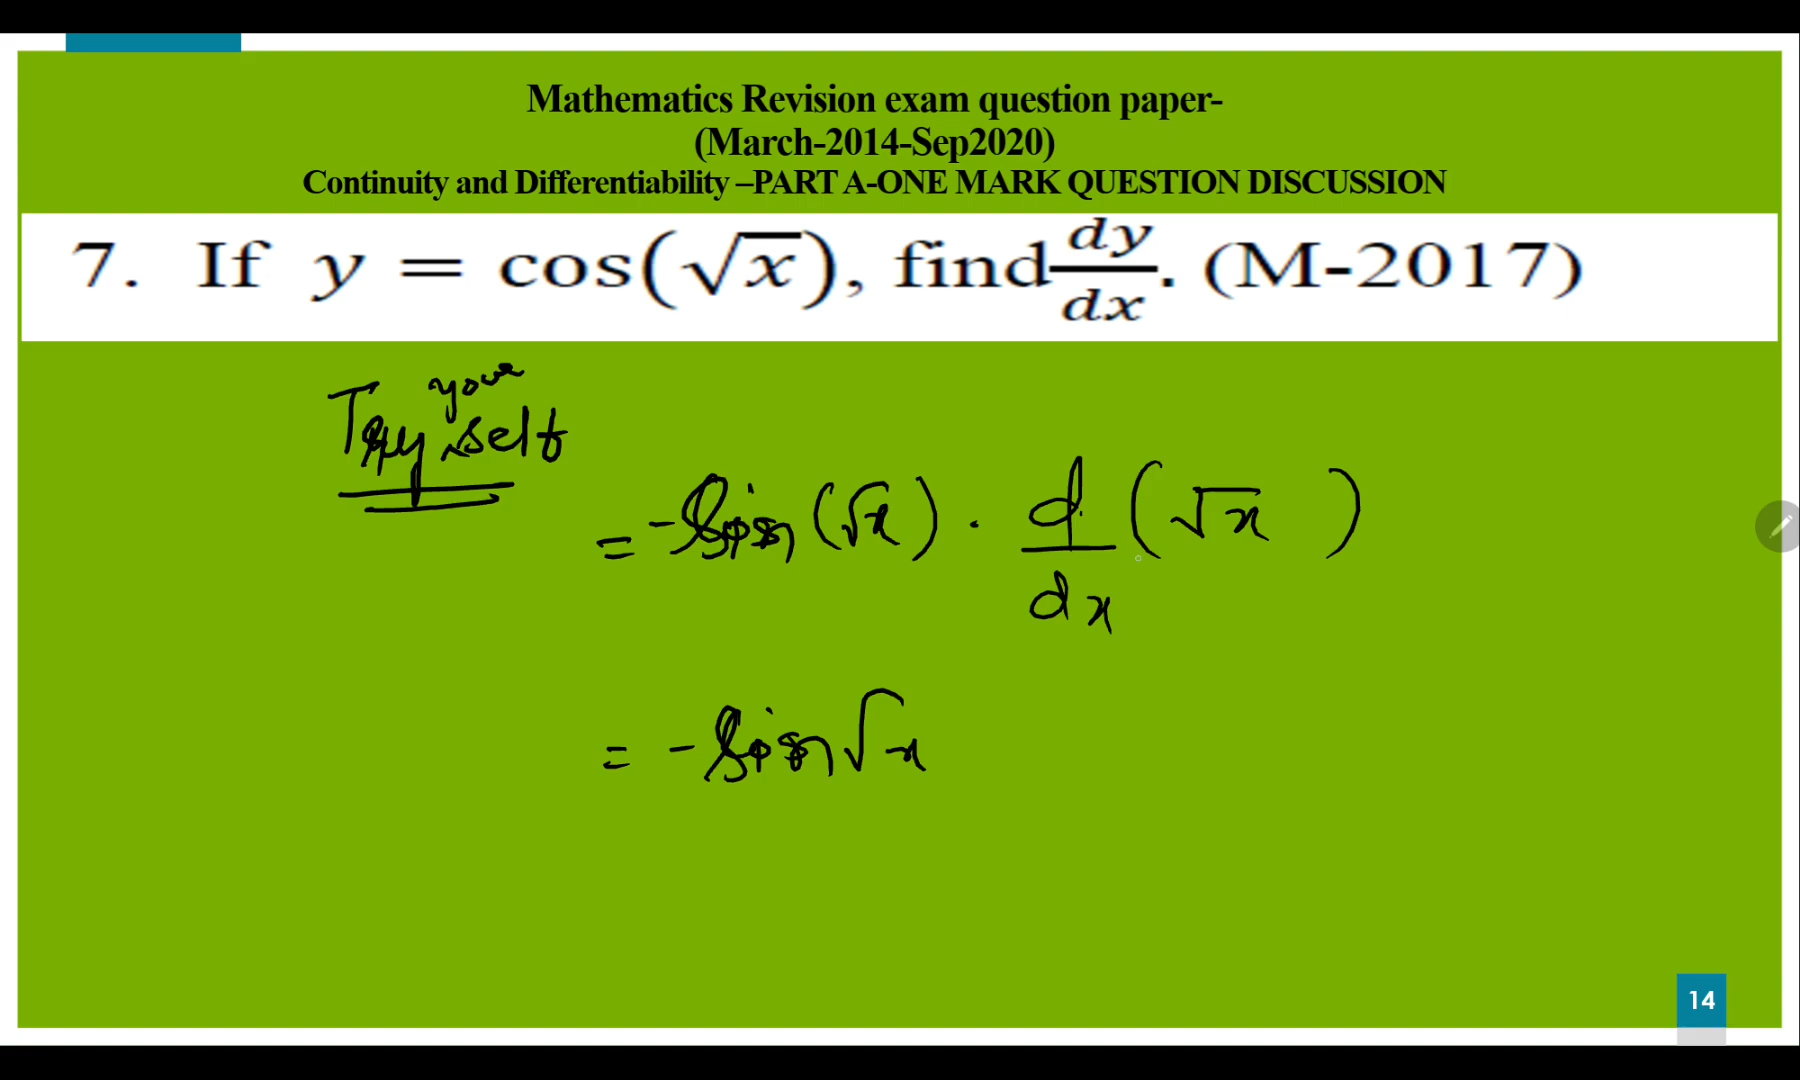 Mathematics Revision exam question paper-
(March-2014-Sep2020)
Continuity and Differentiability –PART A-ONE MARK QUESTION DISCUSSION
7. If y = cos(√x), find dy/dx. (M-2017)
Try your self
= -sin(√x) · d/dx (√x)
= -sin√x
14